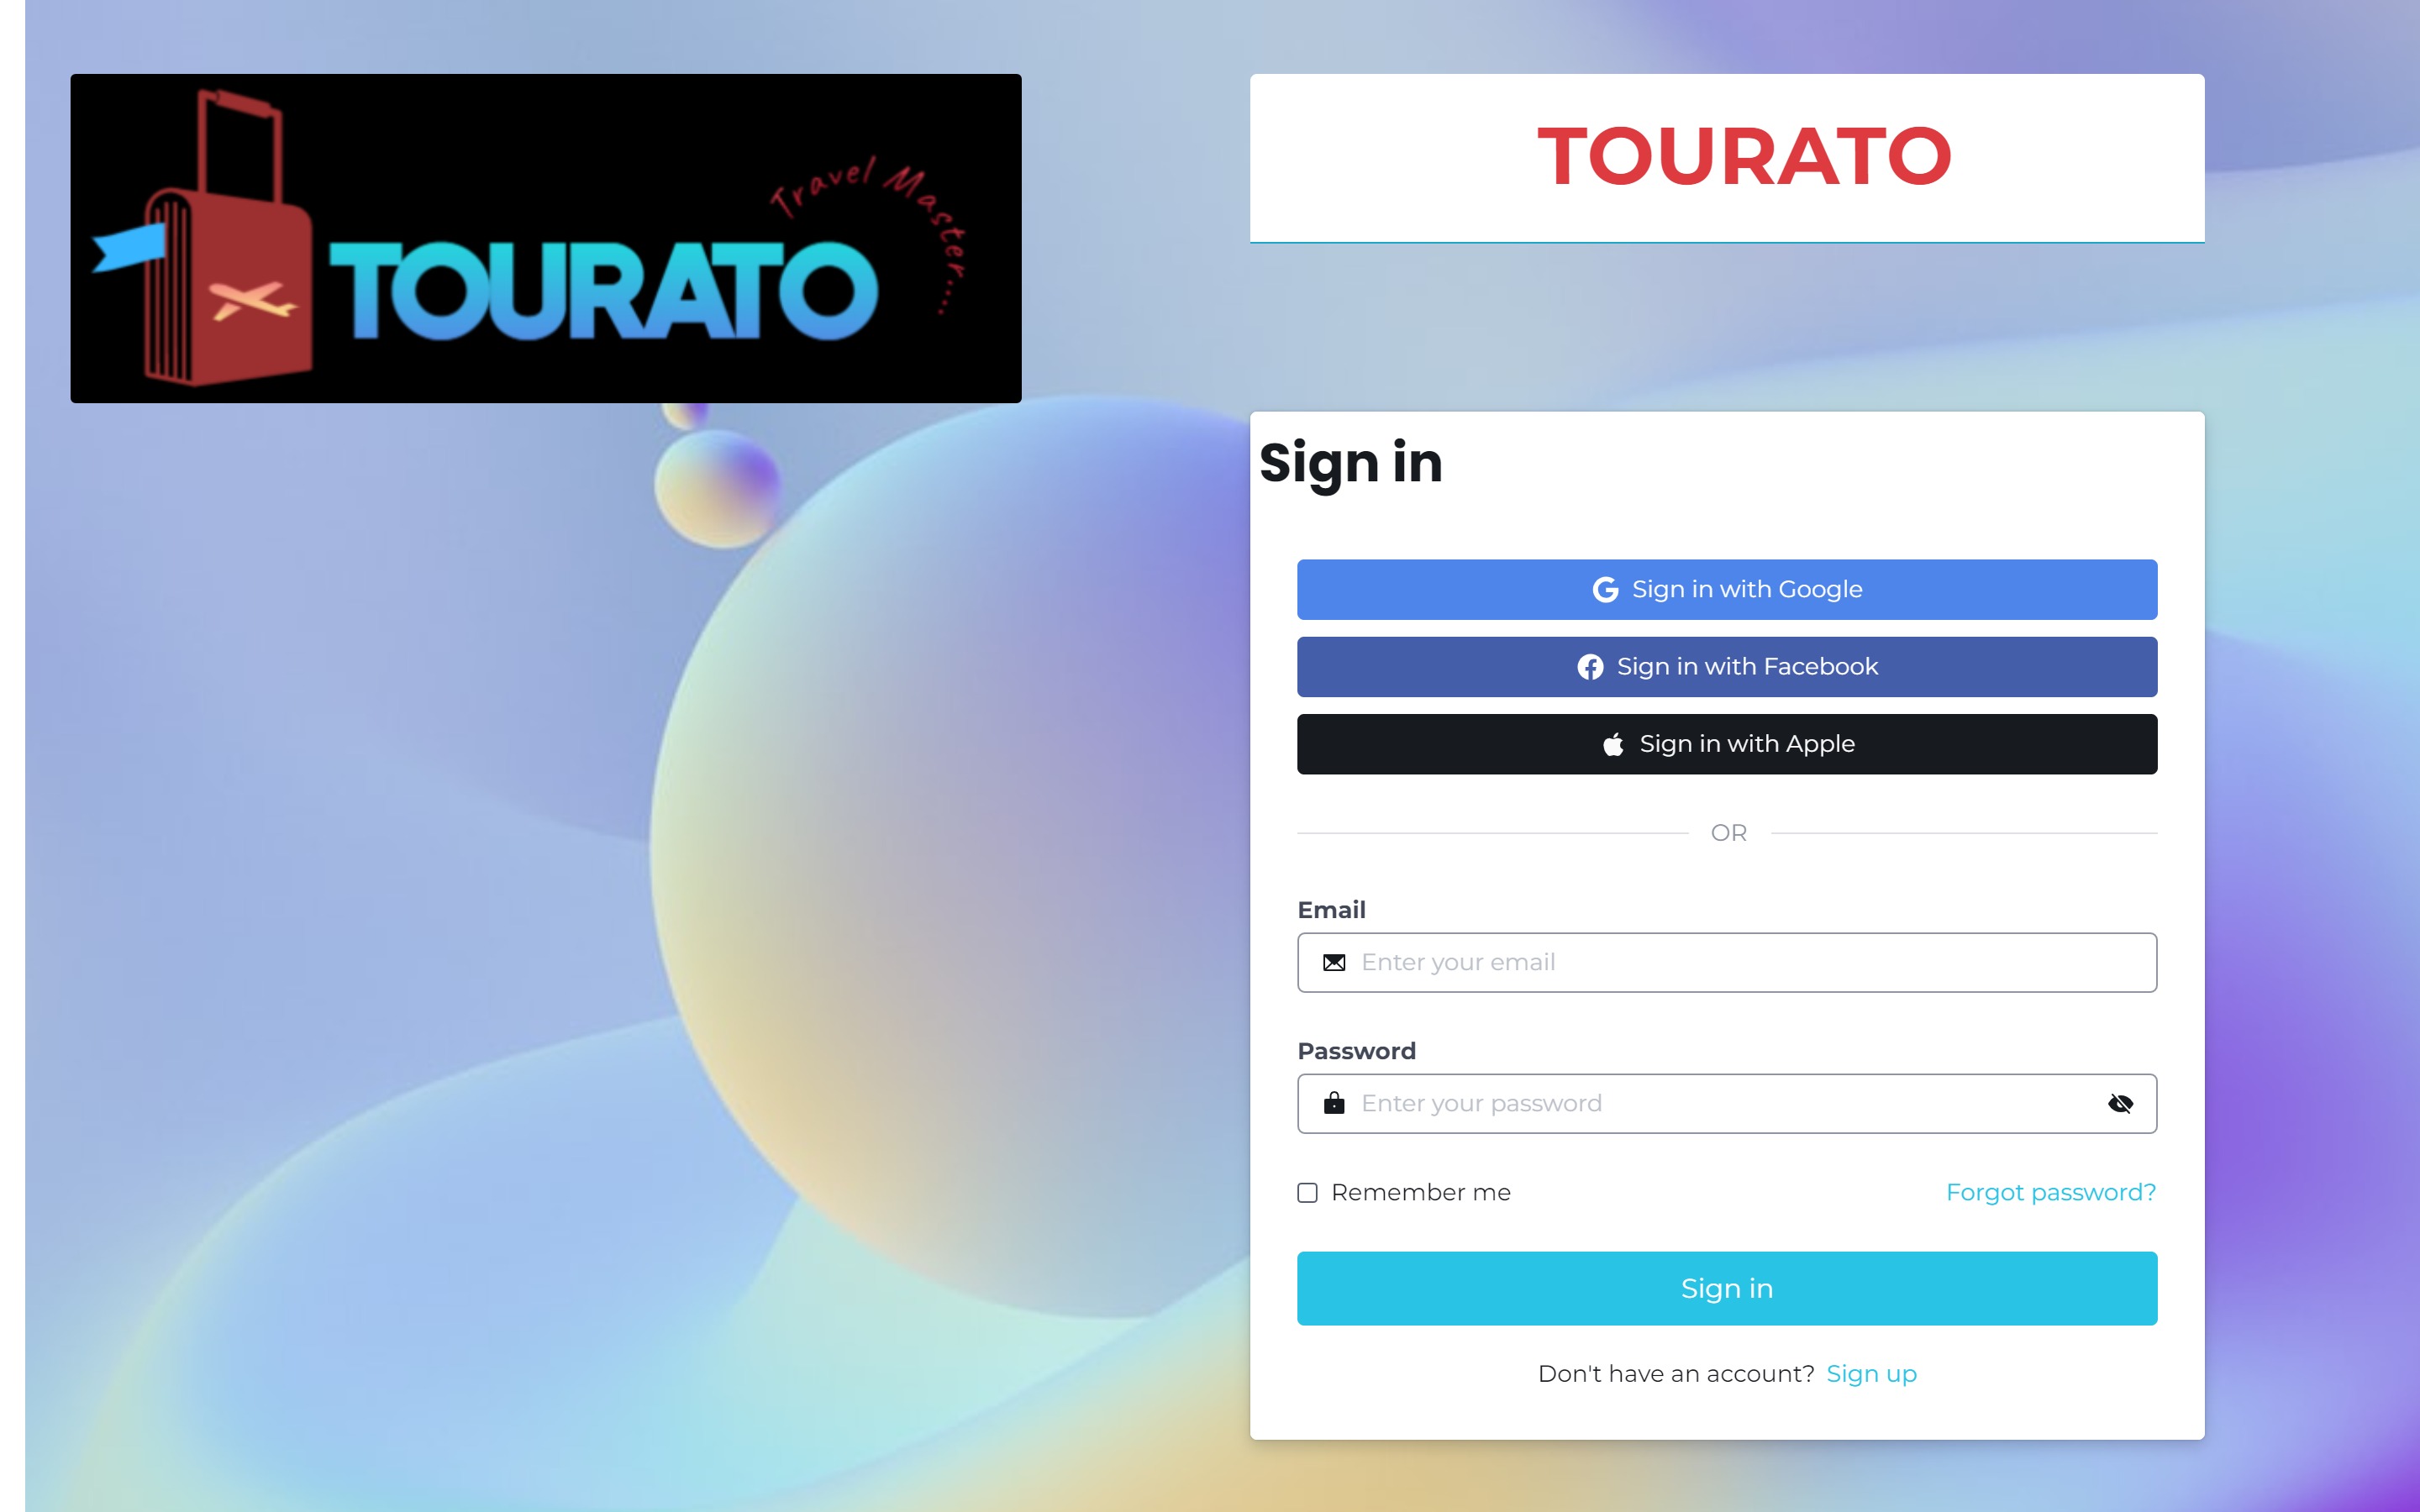 Travel Master....
TOURATO
TOURATO
Sign in
Sign in with Google
Sign in with Facebook
Sign in with Apple
OR
Email
Enter your email
Password
Enter your password
Remember me
Forgot password?
Sign in
Don't have an account? Sign up